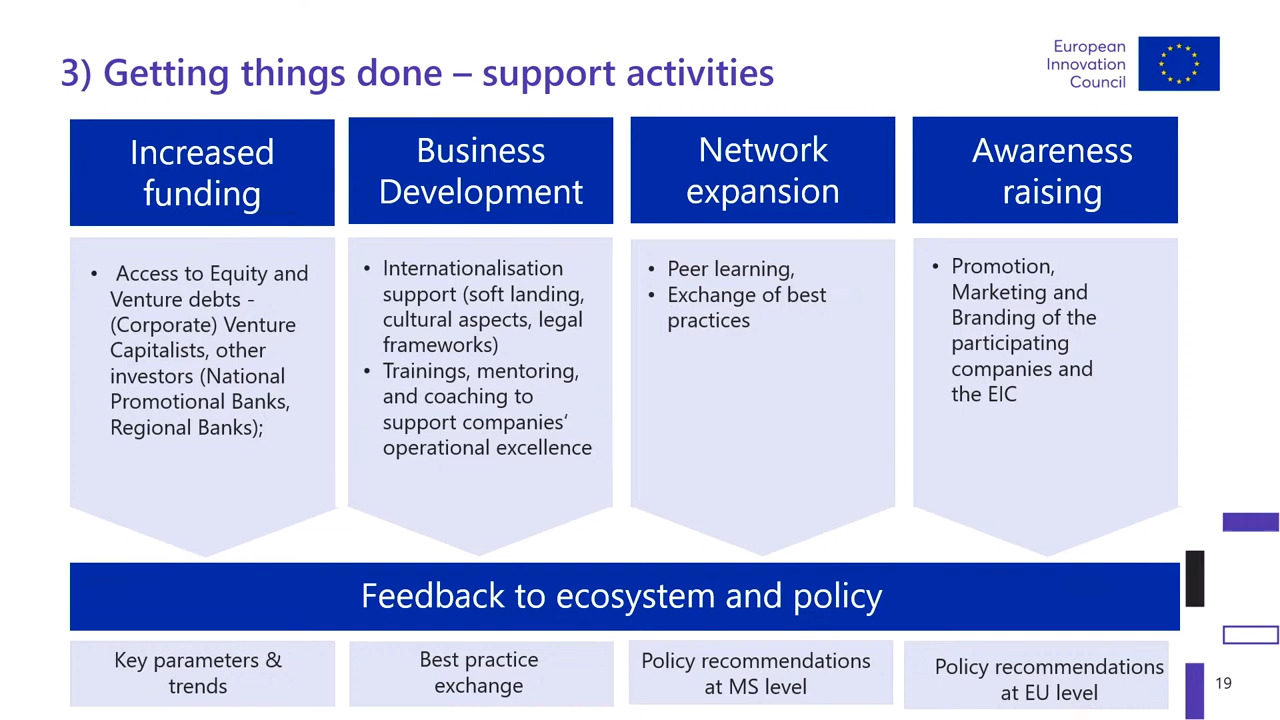 3) Getting things done – support activities
European
Innovation
Council
Increased
funding
Business
Development
Network
expansion
Awareness
raising
• Access to Equity and
Venture debts -
(Corporate) Venture
Capitalists, other
investors (National
Promotional Banks,
Regional Banks);
• Internationalisation
support (soft landing,
cultural aspects, legal
frameworks)
• Trainings, mentoring,
and coaching to
support companies‘
operational excellence
• Peer learning,
• Exchange of best
practices
• Promotion,
Marketing and
Branding of the
participating
companies and
the EIC
Feedback to ecosystem and policy
Key parameters &
trends
Best practice
exchange
Policy recommendations
at MS level
Policy recommendations
at EU level
19